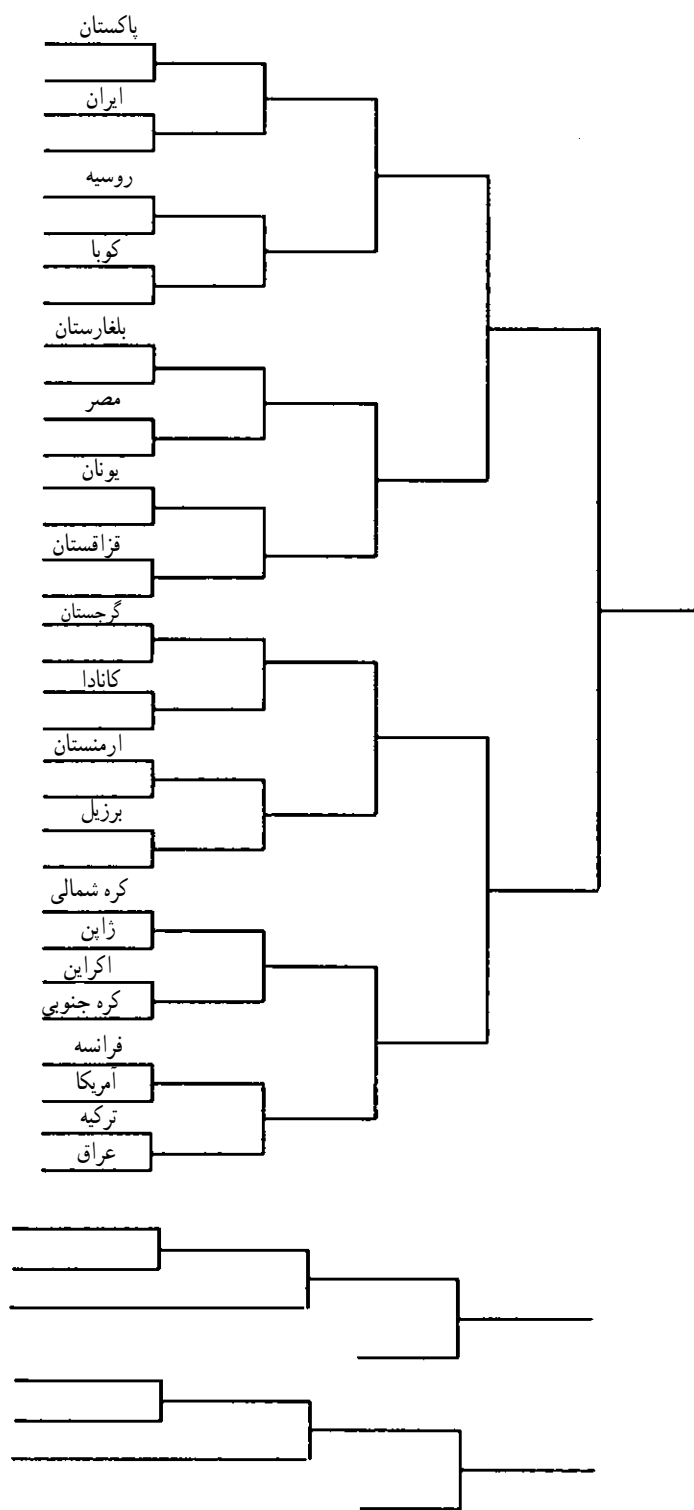 پاکستان
ایران
روسیه
کوبا
بلغارستان
مصر
یونان
قزاقستان
گرجستان
کانادا
ارمنستان
برزیل
کره شمالی
ژاپن
اکراین
کره جنوبی
فرانسه
آمریکا
ترکیه
عراق